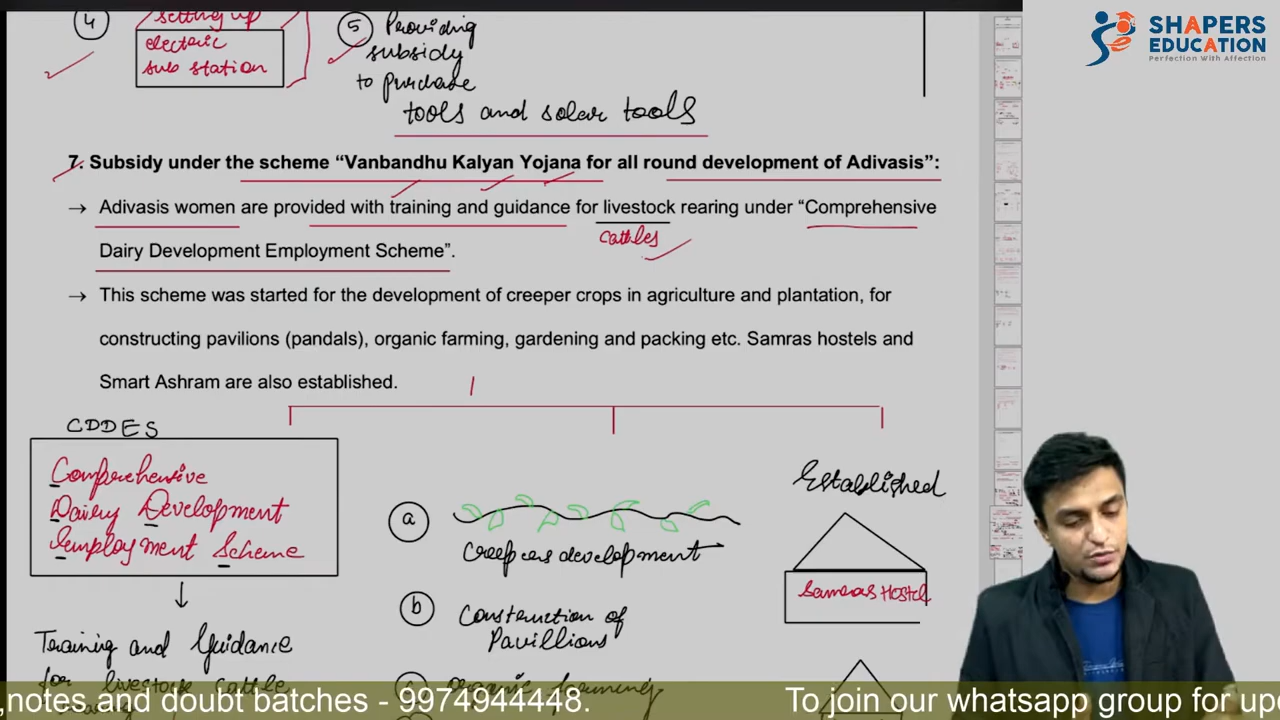 SHAPERS
EDUCATION
Perfection With Affection
4
setting up
electric
sub station
5 Providing
subsidy
to purchase
tools and solar tools
7. Subsidy under the scheme “Vanbandhu Kalyan Yojana for all round development of Adivasis”:
→ Adivasis women are provided with training and guidance for livestock rearing under “Comprehensive
cattles
Dairy Development Employment Scheme”.
→ This scheme was started for the development of creeper crops in agriculture and plantation, for
constructing pavilions (pandals), organic farming, gardening and packing etc. Samras hostels and
Smart Ashram are also established.
CDDES
Comprehensive
Dairy Development
Employment Scheme
Training and Guidance
for livestock cattle
a
Creepers development
b Construction of
Pavillions
c organic farming
Established
Samras Hostel
,notes and doubt batches - 9974944448.
To join our whatsapp group for up